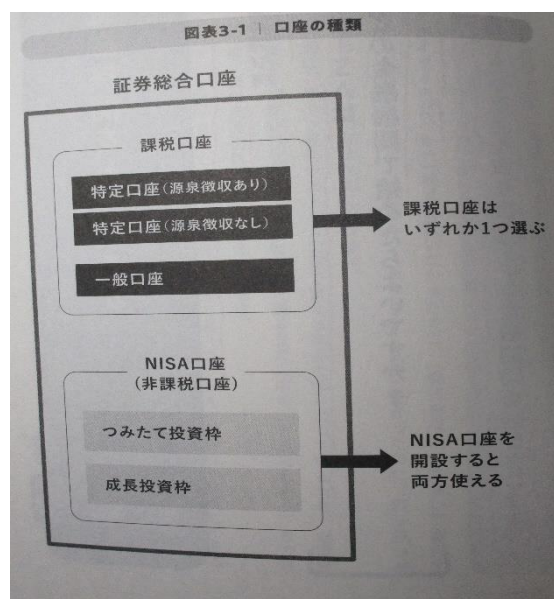 図表3-1 | 口座の種類
証券総合口座
課税口座
特定口座(源泉徴収あり)
特定口座(源泉徴収なし)
一般口座
課税口座は
いずれか1つ選ぶ
NISA口座
(非課税口座)
つみたて投資枠
成長投資枠
NISA口座を
開設すると
両方使える